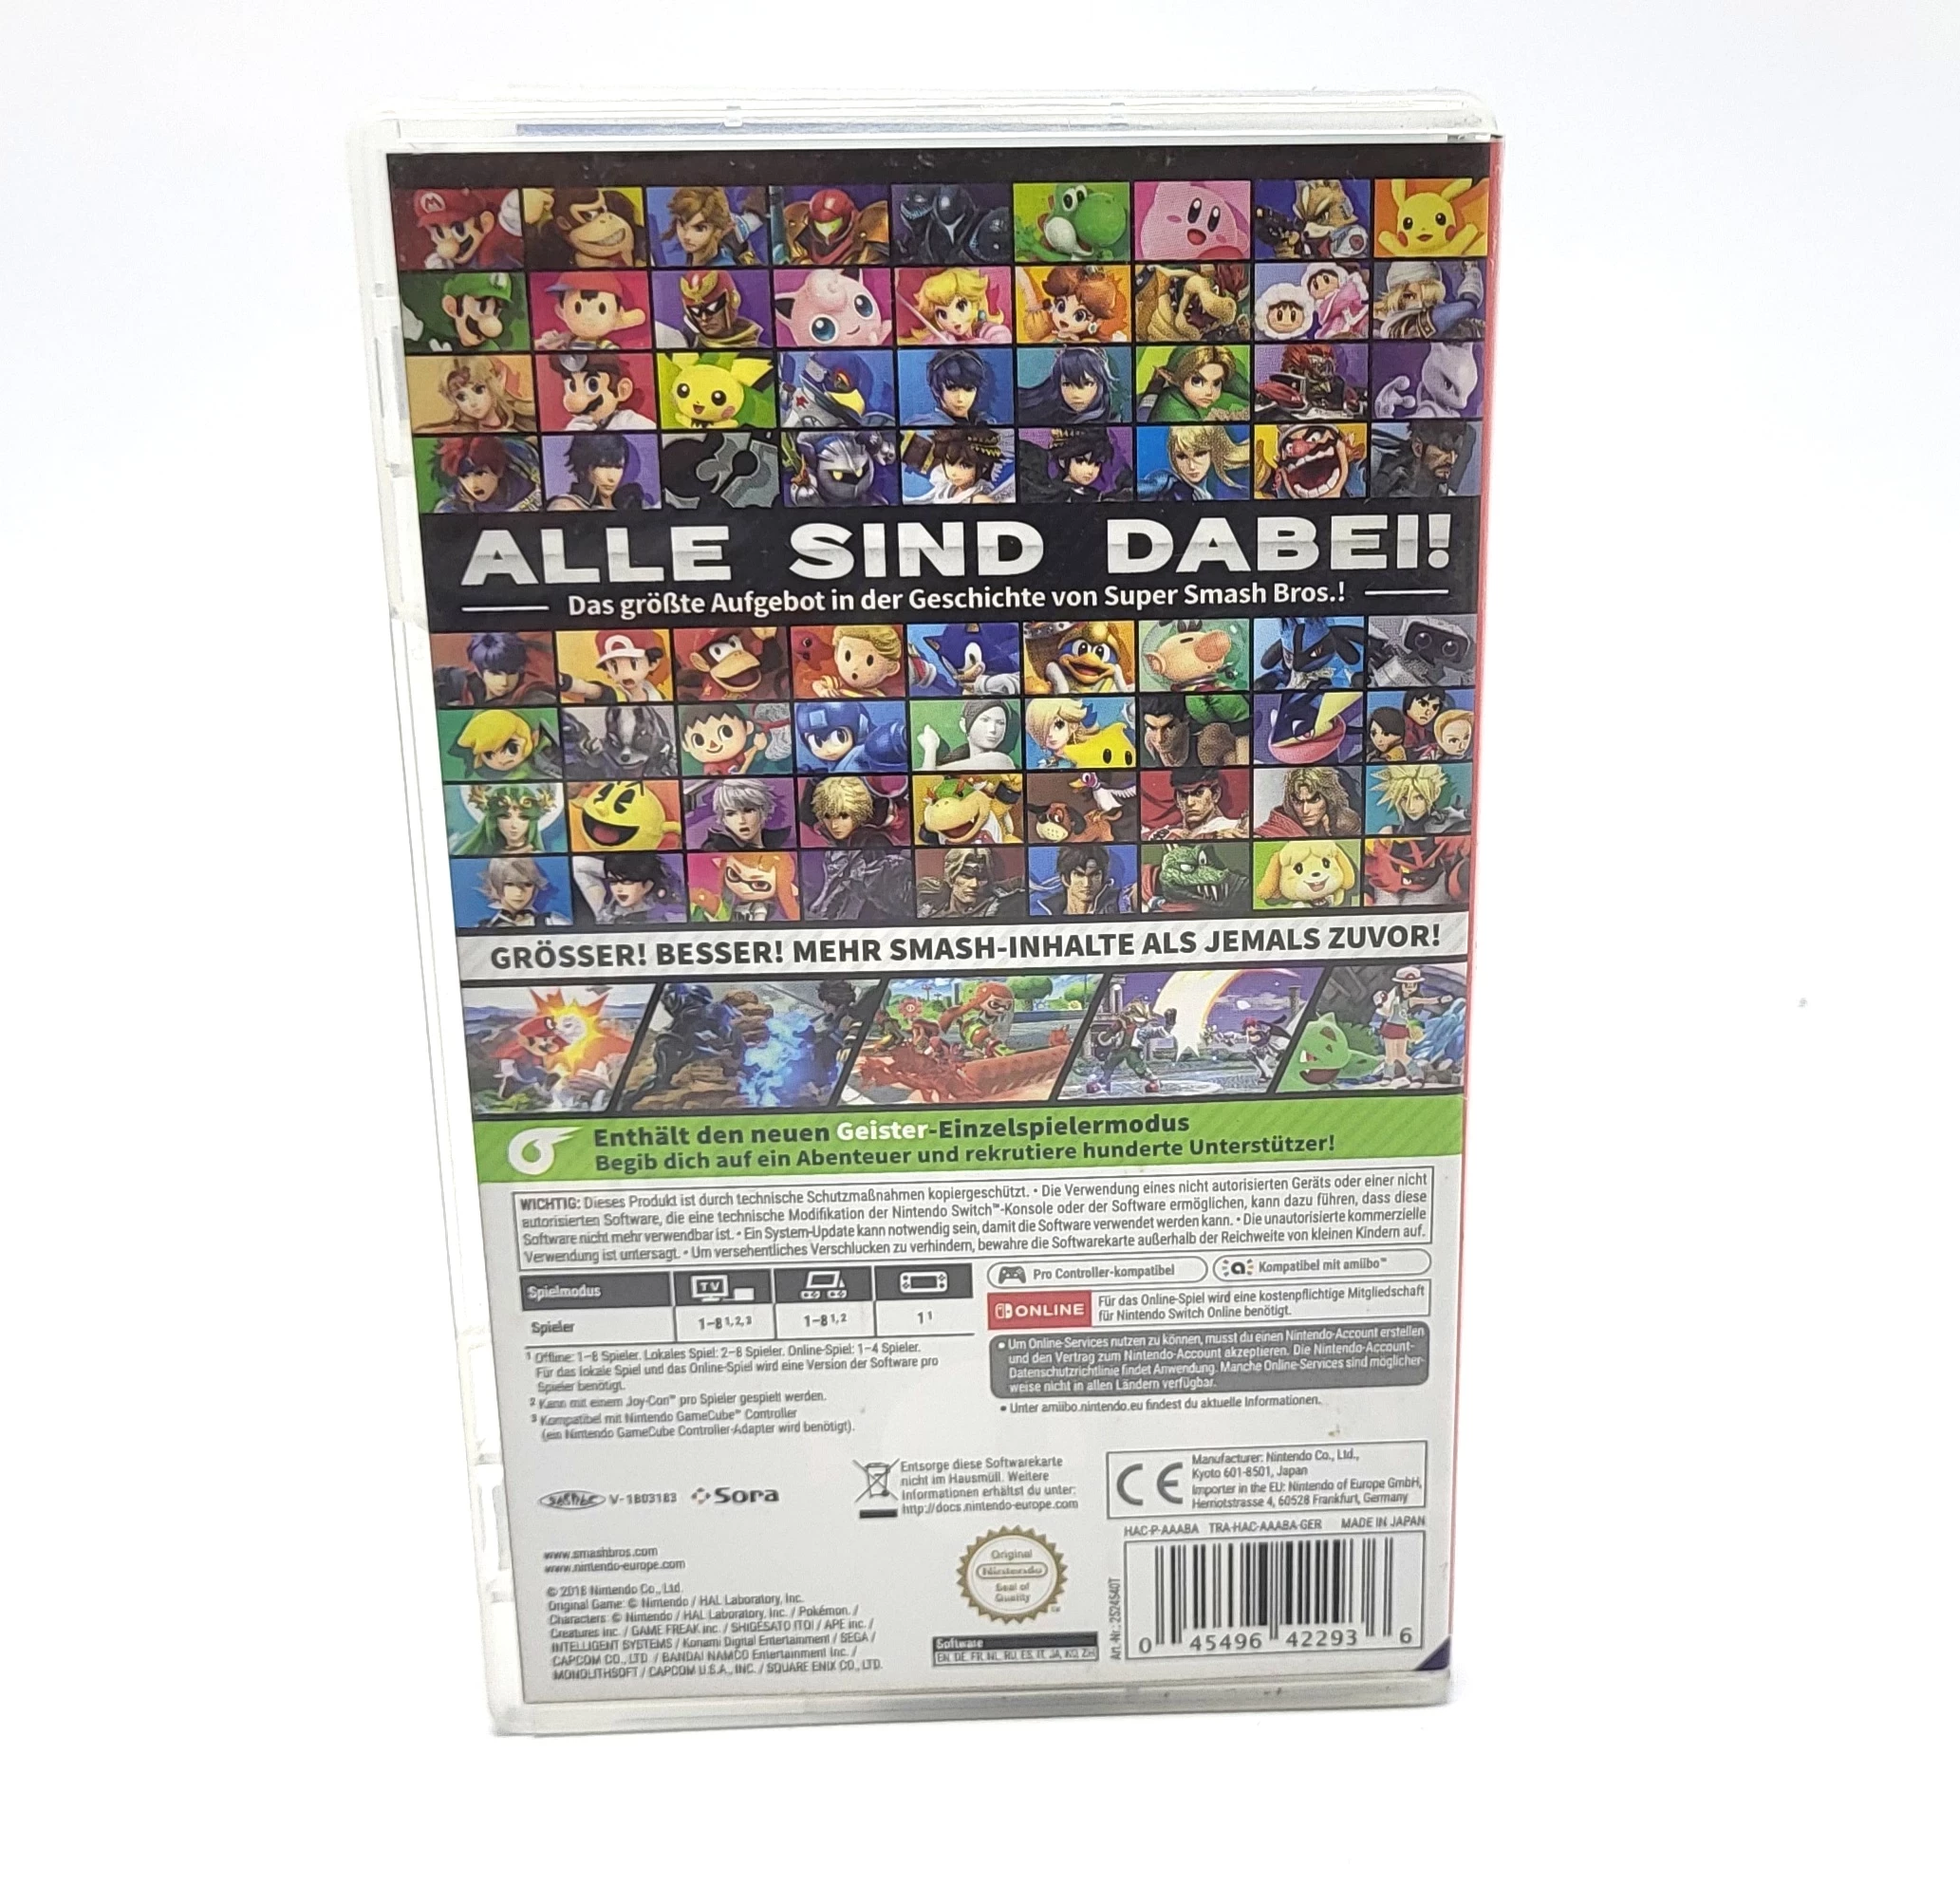 ALLE SIND DABEI!
Das größte Aufgebot in der Geschichte von Super Smash Bros.!
GRÖSSER! BESSER! MEHR SMASH-INHALTE ALS JEMALS ZUVOR!
Enthält den neuen Geister-Einzelspielermodus
Begib dich auf ein Abenteuer und rekrutiere hunderte Unterstützer!
WICHTIG: Dieses Produkt ist durch technische Schutzmaßnahmen kopiergeschützt. • Die Verwendung eines nicht autorisierten Geräts oder einer nicht
autorisierten Software, die eine technische Modifikation der Nintendo Switch™-Konsole oder der Software ermöglichen, kann dazu führen, dass diese
Software nicht mehr verwendbar ist. • Ein System-Update kann notwendig sein, damit die Software verwendet werden kann. • Die unautorisierte kommerzielle
Verwendung ist untersagt. • Um versehentliches Verschlucken zu verhindern, bewahre die Softwarekarte außerhalb der Reichweite von kleinen Kindern auf.
Spielmodus TV
Spieler 1–8 1,2,3 1–8 1,2 1 1
1 Offline: 1–8 Spieler. Lokales Spiel: 2–8 Spieler. Online-Spiel: 1–4 Spieler.
Für das lokale Spiel und das Online-Spiel wird eine Version der Software pro
Spieler benötigt.
2 Kann mit einem Joy-Con™ pro Spieler gespielt werden.
3 Kompatibel mit Nintendo GameCube™ Controller
(ein Nintendo GameCube Controller-Adapter wird benötigt).
Pro Controller-kompatibel
Kompatibel mit amiibo™
ONLINE
Für das Online-Spiel wird eine kostenpflichtige Mitgliedschaft
für Nintendo Switch Online benötigt.
• Um Online-Services nutzen zu können, musst du einen Nintendo-Account erstellen
und den Vertrag zum Nintendo-Account akzeptieren. Die Nintendo-Account-
Datenschutzrichtlinie findet Anwendung. Manche Online-Services sind möglicher-
weise nicht in allen Ländern verfügbar.
• Unter amiibo.nintendo.eu findest du aktuelle Informationen.
V-1803183 Sora
Entsorge diese Softwarekarte
nicht im Hausmüll. Weitere
Informationen erhältst du unter:
http://docs.nintendo-europe.com
CE
Manufacturer: Nintendo Co., Ltd.,
Kyoto 601-8501, Japan
Importer in the EU: Nintendo of Europe GmbH,
Herriotstrasse 4, 60528 Frankfurt, Germany
HAC-P-AAABA TRA-HAC-AAABA-GER MADE IN JAPAN
www.smashbros.com
www.nintendo-europe.com
© 2018 Nintendo Co., Ltd.
Original Game: © Nintendo / HAL Laboratory, Inc.
Characters: © Nintendo / HAL Laboratory, Inc. / Pokémon. /
Creatures Inc. / GAME FREAK inc. / SHIGESATO ITOI / APE inc. /
INTELLIGENT SYSTEMS / Konami Digital Entertainment / SEGA /
CAPCOM CO., LTD. / BANDAI NAMCO Entertainment Inc. /
MONOLITHSOFT / CAPCOM U.S.A., INC. / SQUARE ENIX CO., LTD.
Original
Nintendo
Seal of
Quality
Software
EN, DE, FR, NL, RU, ES, IT, JA, KO, ZH
Art.-Nr.: 2524540T
0 45496 42293 6